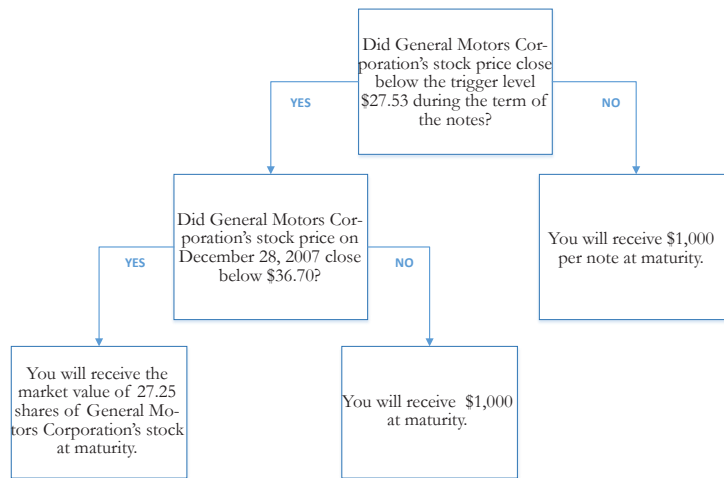 Did General Motors Cor-
poration's stock price close
below the trigger level
$27.53 during the term of
the notes?
YES
NO
Did General Motors Cor-
poration's stock price on
December 28, 2007 close
below $36.70?
You will receive $1,000
per note at maturity.
YES
NO
You will receive the
market value of 27.25
shares of General Mo-
tors Corporation's stock
at maturity.
You will receive $1,000
at maturity.